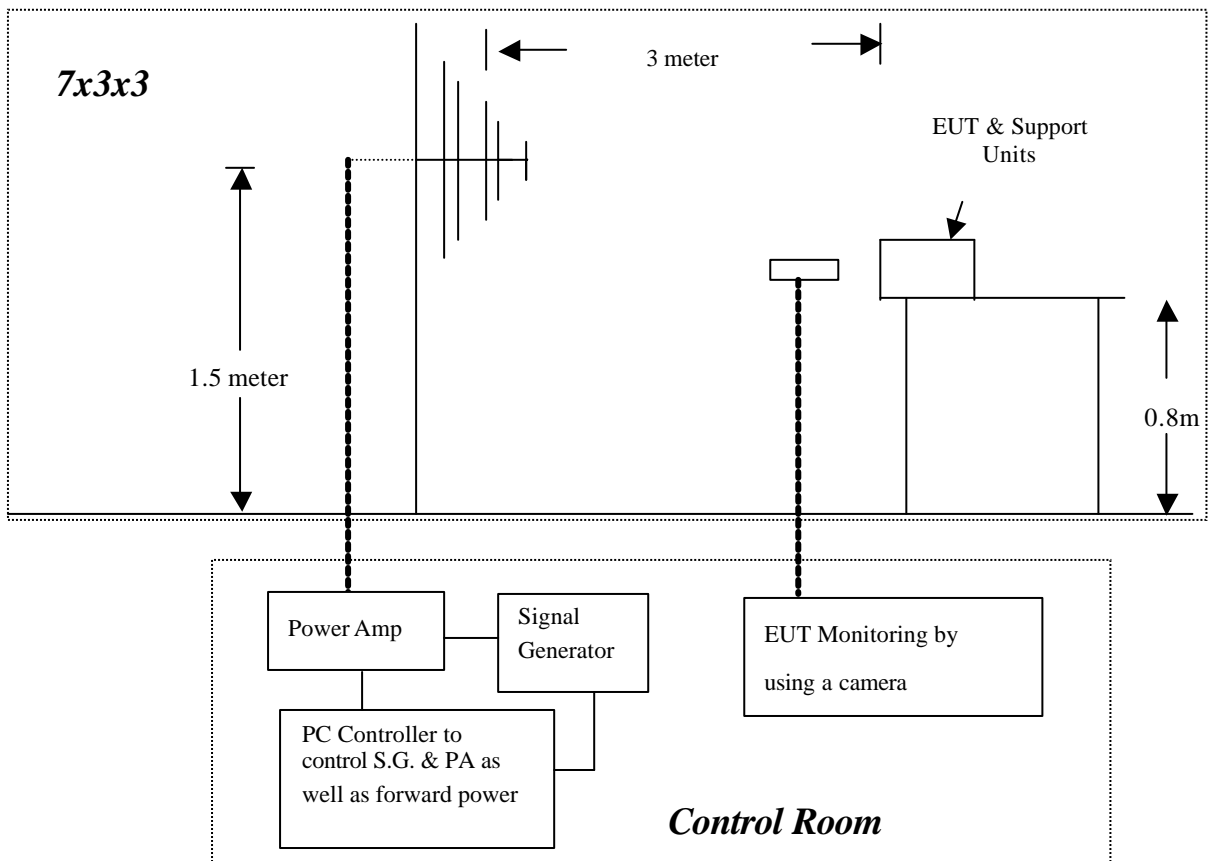 7x3x3
3 meter
EUT & Support
Units
1.5 meter
0.8m
Power Amp
Signal
Generator
EUT Monitoring by
using a camera
PC Controller to
control S.G. & PA as
well as forward power
Control Room